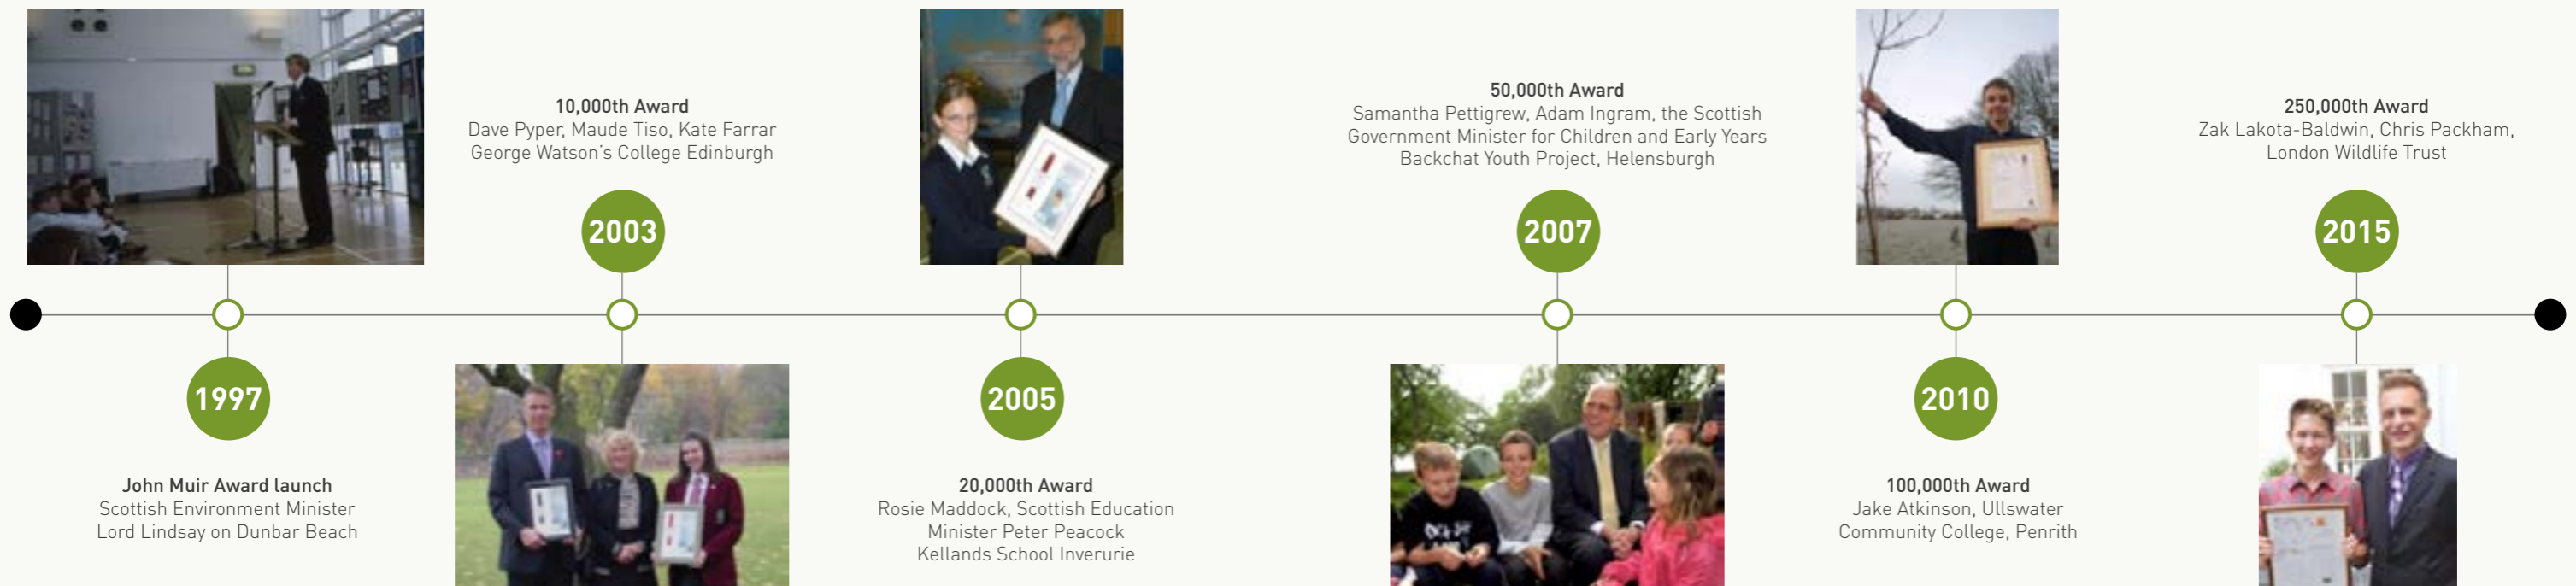 1997
John Muir Award launch
Scottish Environment Minister
Lord Lindsay on Dunbar Beach
10,000th Award
Dave Pyper, Maude Tiso, Kate Farrar
George Watson’s College Edinburgh
2003
2005
20,000th Award
Rosie Maddock, Scottish Education
Minister Peter Peacock
Kellands School Inverurie
50,000th Award
Samantha Pettigrew, Adam Ingram, the Scottish
Government Minister for Children and Early Years
Backchat Youth Project, Helensburgh
2007
2010
100,000th Award
Jake Atkinson, Ullswater
Community College, Penrith
250,000th Award
Zak Lakota-Baldwin, Chris Packham,
London Wildlife Trust
2015